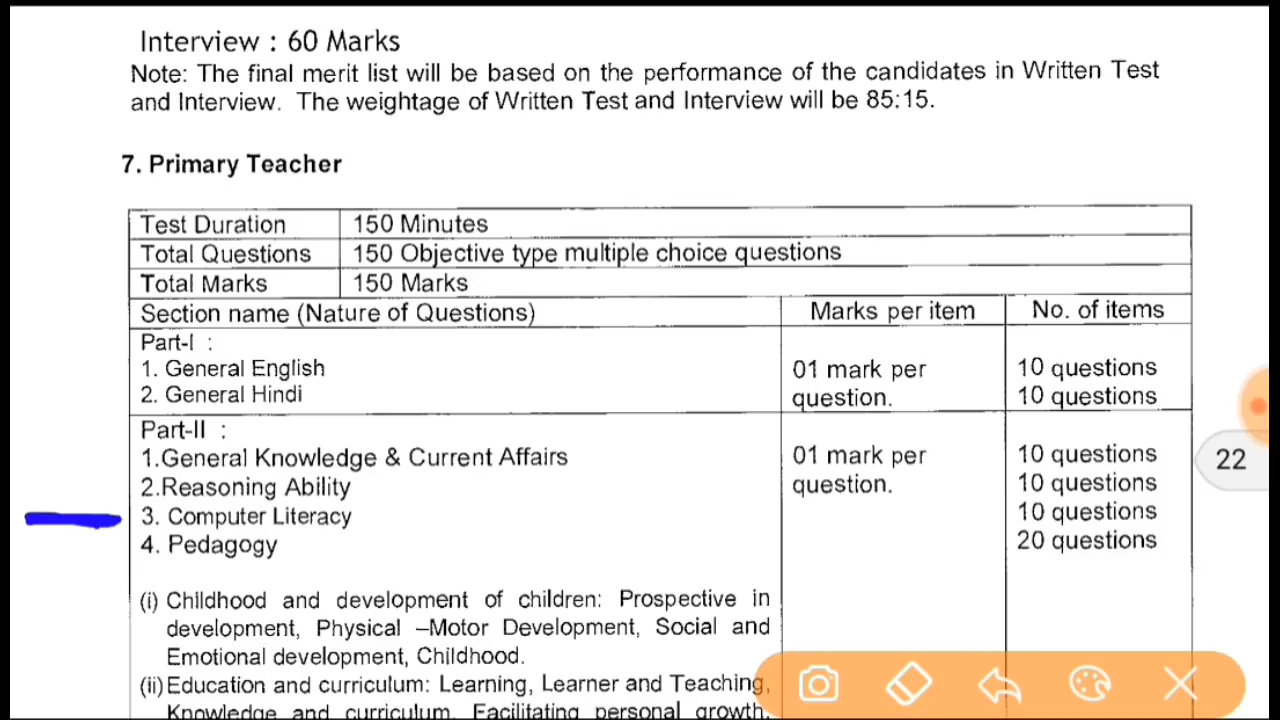 Interview : 60 Marks
Note: The final merit list will be based on the performance of the candidates in Written Test
and Interview. The weightage of Written Test and Interview will be 85:15.
7. Primary Teacher
Test Duration 150 Minutes
Total Questions 150 Objective type multiple choice questions
Total Marks 150 Marks
Section name (Nature of Questions) Marks per item No. of items
Part-I :
1. General English 01 mark per 10 questions
2. General Hindi question. 10 questions
Part-II :
1.General Knowledge & Current Affairs 01 mark per 10 questions
2.Reasoning Ability question. 10 questions
3. Computer Literacy 10 questions
4. Pedagogy 20 questions
(i) Childhood and development of children: Prospective in
development, Physical –Motor Development, Social and
Emotional development, Childhood.
(ii) Education and curriculum: Learning, Learner and Teaching,
Knowledge and curriculum, Facilitating personal growth,
22